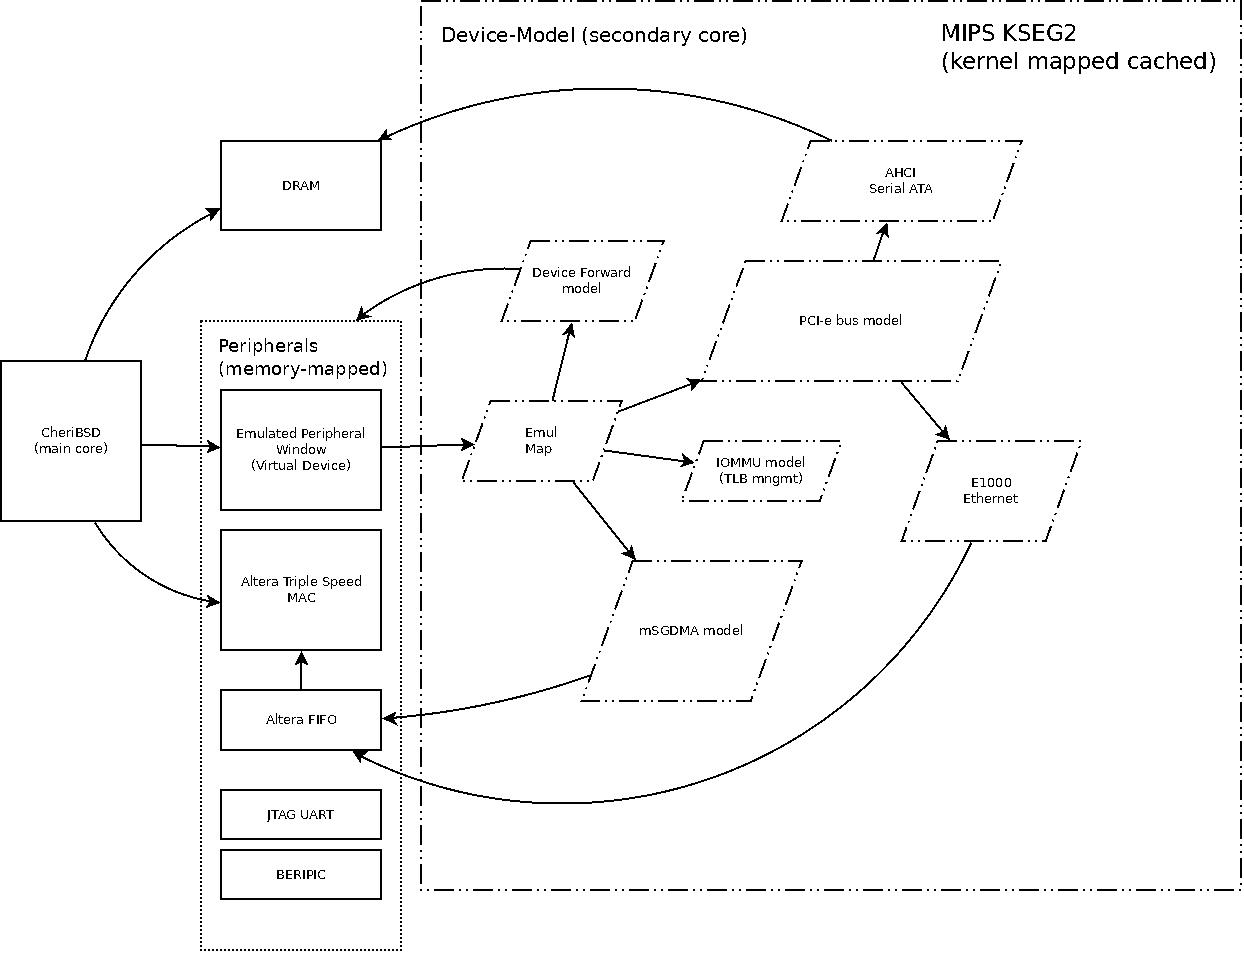 Device-Model (secondary core)
MIPS KSEG2
(kernel mapped cached)
DRAM
AHCI
Serial ATA
Device Forward
model
PCI-e bus model
Peripherals
(memory-mapped)
CheriBSD
(main core)
Emulated Peripheral
Window
(Virtual Device)
Emul
Map
IOMMU model
(TLB mngmt)
E1000
Ethernet
Altera Triple Speed
MAC
mSGDMA model
Altera FIFO
JTAG UART
BERIPIC